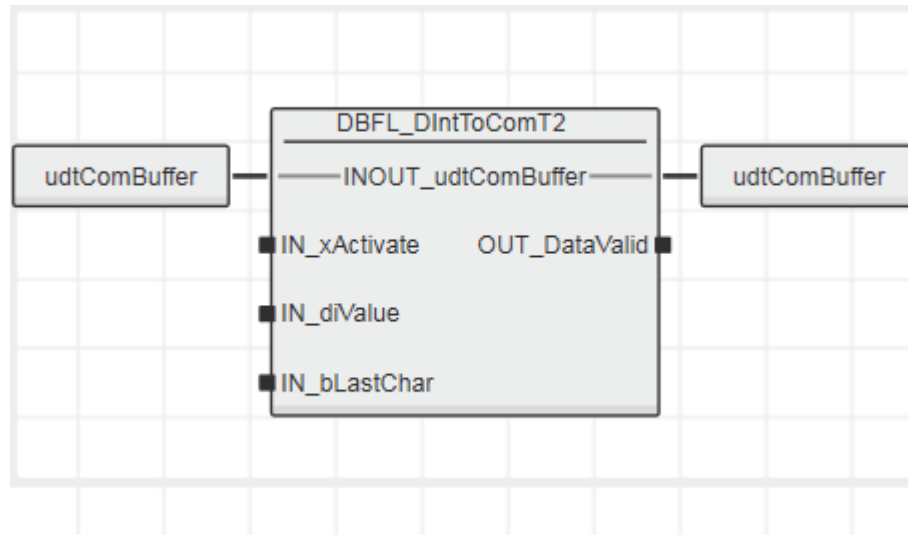 DBFL_DIntToComT2
udtComBuffer INOUT_udtComBuffer udtComBuffer
IN_xActivate OUT_DataValid
IN_diValue
IN_bLastChar